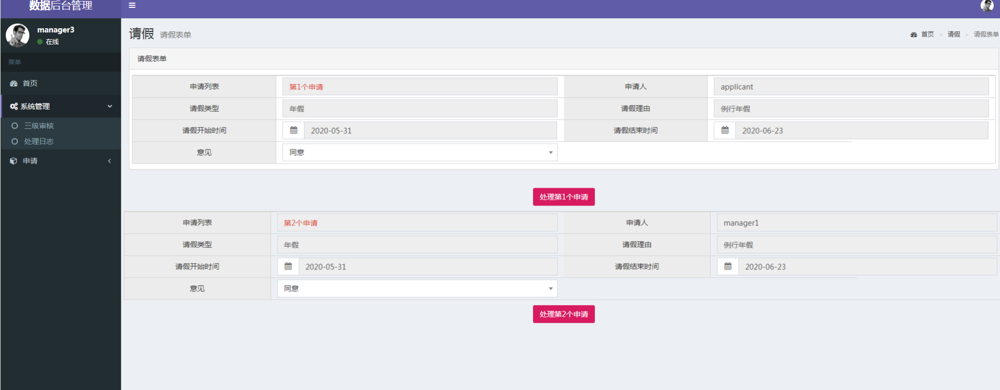 数据后台管理
manager3
在线
菜单
首页
系统管理
三级审核
处理日志
申请
请假 请假表单
首页 > 请假 > 请假表单
请假表单
申请列表 第1个申请 申请人 applicant
请假类型 年假 请假理由 例行年假
请假开始时间 2020-05-31 请假结束时间 2020-06-23
意见 同意
处理第1个申请
申请列表 第2个申请 申请人 manager1
请假类型 年假 请假理由 例行年假
请假开始时间 2020-05-31 请假结束时间 2020-06-23
意见 同意
处理第2个申请